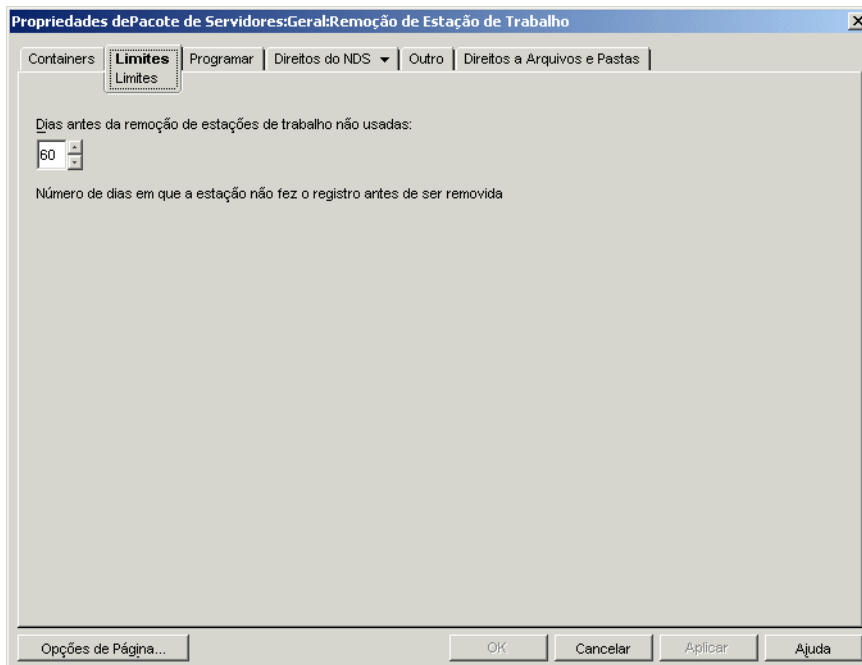 Propriedades dePacote de Servidores:Geral:Remoção de Estação de Trabalho
Containers Limites Programar Direitos do NDS Outro Direitos a Arquivos e Pastas
Limites
Dias antes da remoção de estações de trabalho não usadas:
60
Número de dias em que a estação não fez o registro antes de ser removida
Opções de Página... OK Cancelar Aplicar Ajuda